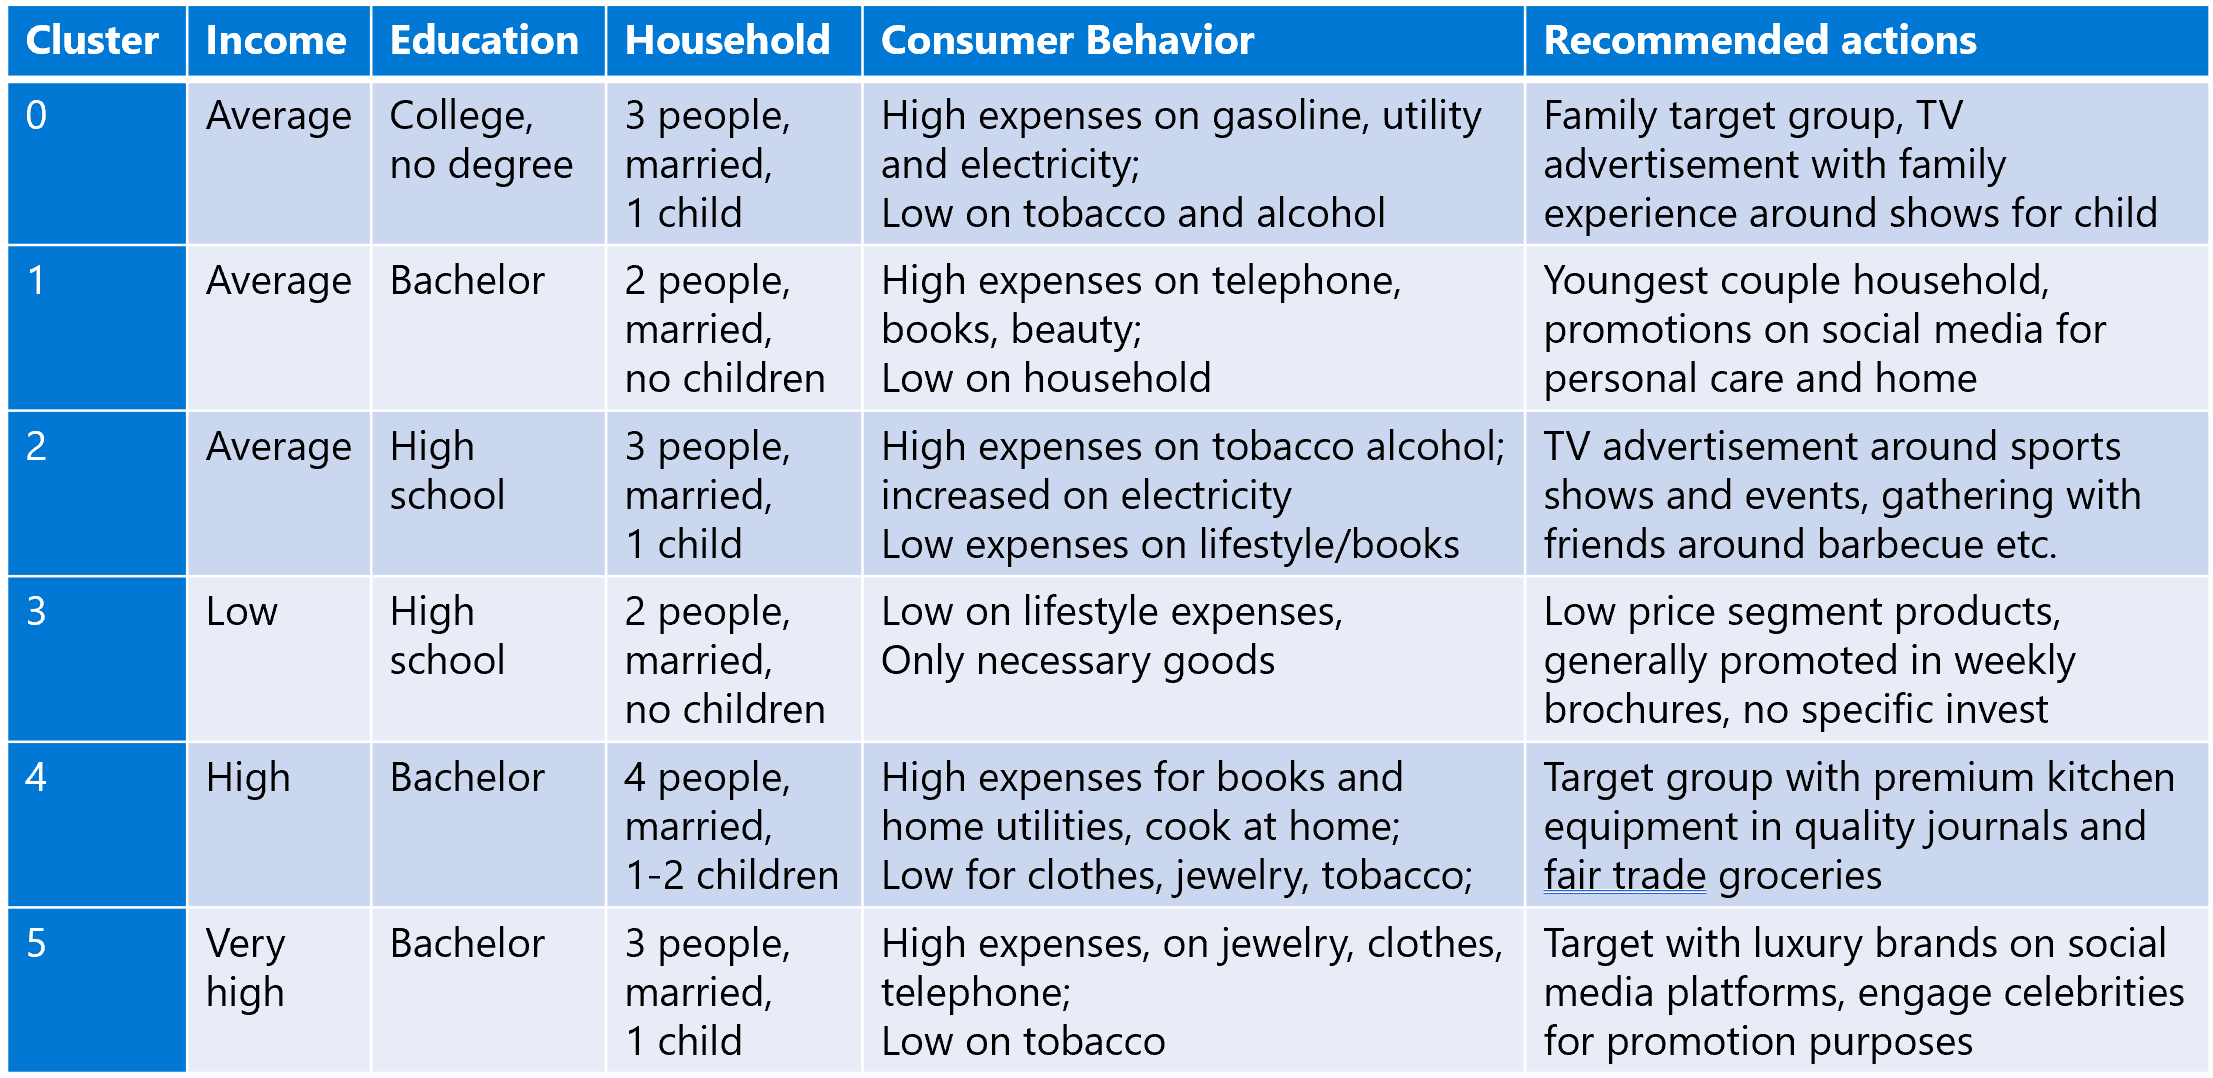 Cluster Income Education Household Consumer Behavior Recommended actions
0 Average College, 3 people, High expenses on gasoline, utility Family target group, TV
no degree married, and electricity; advertisement with family
1 child Low on tobacco and alcohol experience around shows for child
1 Average Bachelor 2 people, High expenses on telephone, Youngest couple household,
married, books, beauty; promotions on social media for
no children Low on household personal care and home
2 Average High 3 people, High expenses on tobacco alcohol; TV advertisement around sports
school married, increased on electricity shows and events, gathering with
1 child Low expenses on lifestyle/books friends around barbecue etc.
3 Low High 2 people, Low on lifestyle expenses, Low price segment products,
school married, Only necessary goods generally promoted in weekly
no children brochures, no specific invest
4 High Bachelor 4 people, High expenses for books and Target group with premium kitchen
married, home utilities, cook at home; equipment in quality journals and
1-2 children Low for clothes, jewelry, tobacco; fair trade groceries
5 Very Bachelor 3 people, High expenses, on jewelry, clothes, Target with luxury brands on social
high married, telephone; media platforms, engage celebrities
1 child Low on tobacco for promotion purposes